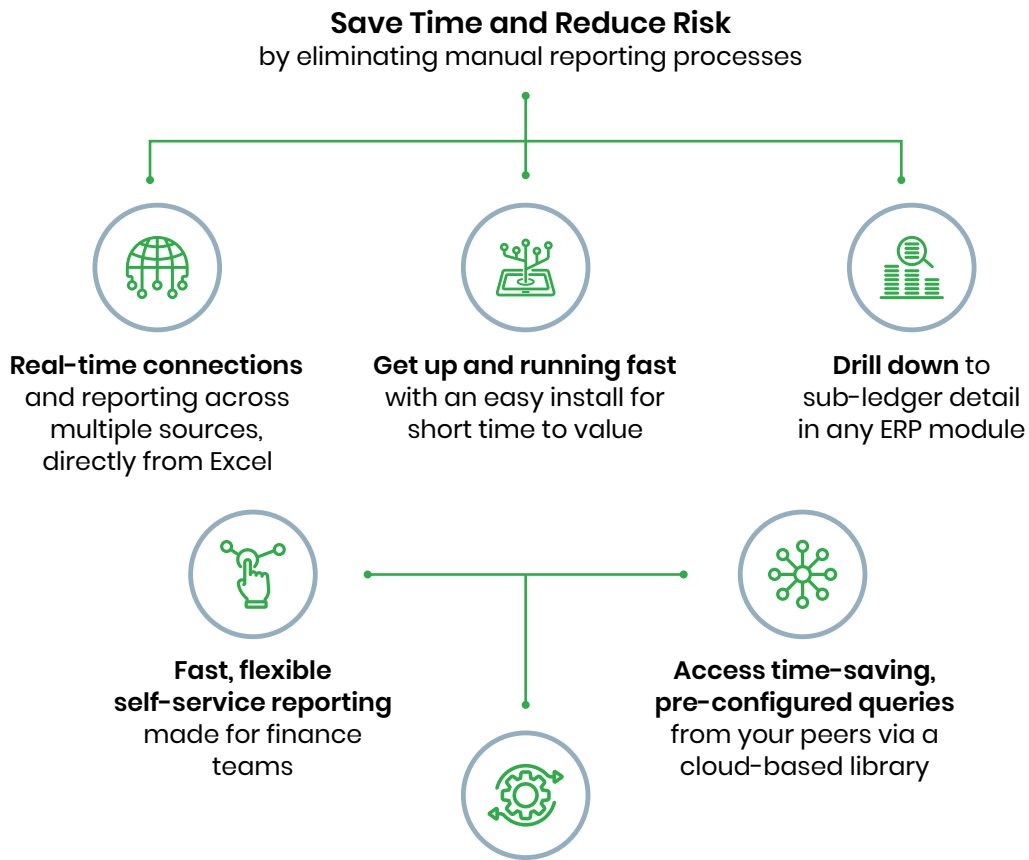 Save Time and Reduce Risk
by eliminating manual reporting processes
Real-time connections
and reporting across
multiple sources,
directly from Excel
Get up and running fast
with an easy install for
short time to value
Drill down to
sub-ledger detail
in any ERP module
Fast, flexible
self-service reporting
made for finance
teams
Access time-saving,
pre-configured queries
from your peers via a
cloud-based library